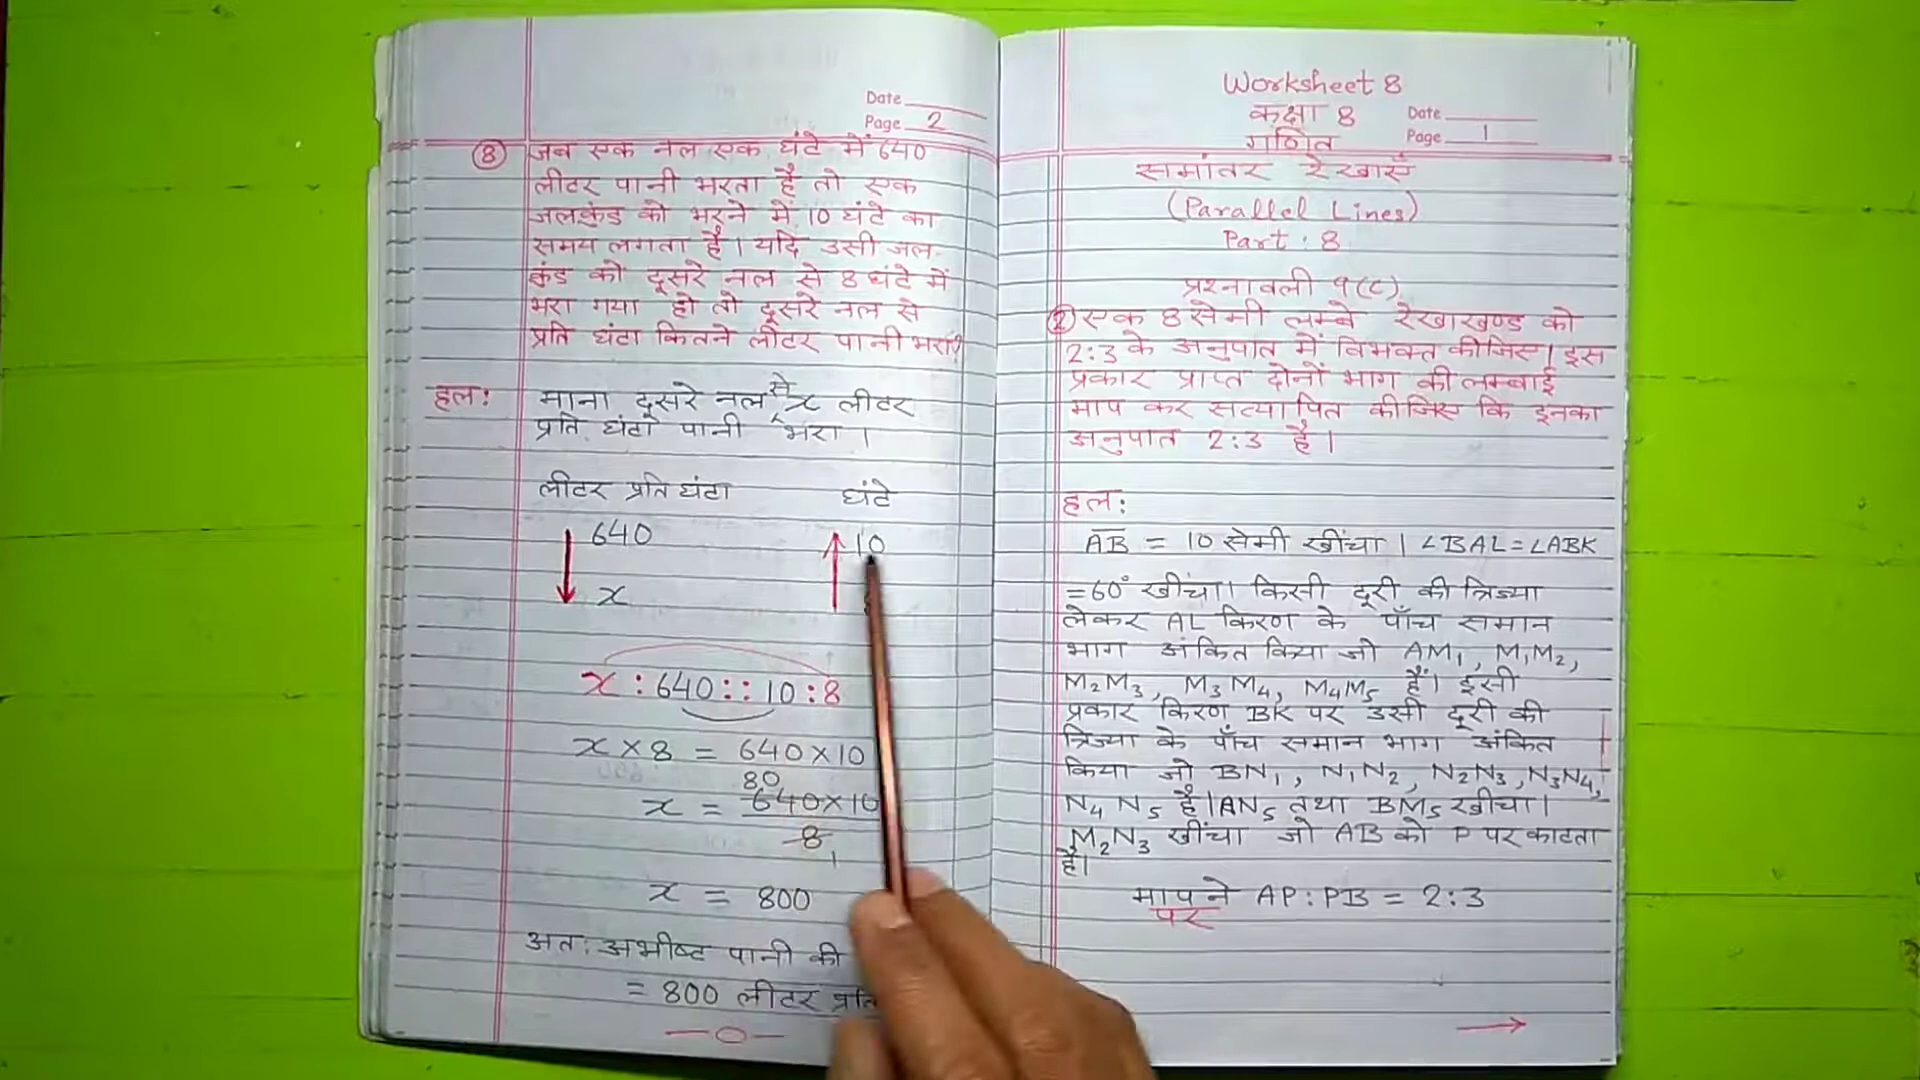 Date
Page 2
⑧ जब एक नल एक घंटे में 640
लीटर पानी भरता है तो एक
जलकुंड को भरने में 10 घंटे का
समय लगता है। यदि उसी जल-
कुंड को दूसरे नल से 8 घंटे में
भरा गया हो तो दूसरे नल से
प्रति घंटा कितने लीटर पानी भरा?
हल: माना दूसरे नल से x लीटर
प्रति घंटा पानी भरा।
लीटर प्रति घंटा घंटे
640 10
x
x : 640 :: 10 : 8
x × 8 = 640 × 10
80
x = 640 × 10
8
1
x = 800
अतः अभीष्ट पानी की
= 800 लीटर प्रति
Worksheet 8
कक्षा 8
Date
गणित
Page 1
समांतर रेखाएँ
(Parallel Lines)
Part : 8
प्रश्नावली 9(c)
② एक 8 सेमी लम्बे रेखाखण्ड को
2:3 के अनुपात में विभक्त कीजिए। इस
प्रकार प्राप्त दोनों भाग की लम्बाई
माप कर सत्यापित कीजिए कि इनका
अनुपात 2:3 है।
हल:
AB = 10 सेमी खींचा। ∠BAL = ∠ABK
= 60° खींचा। किसी दूरी की त्रिज्या
लेकर AL किरण के पाँच समान
भाग अंकित किया जो AM₁, M₁M₂,
M₂M₃, M₃M₄, M₄M₅ हैं। इसी
प्रकार किरण BK पर उसी दूरी की
त्रिज्या के पाँच समान भाग अंकित
किया जो BN₁, N₁N₂, N₂N₃, N₃N₄,
N₄N₅ है। AN₅ तथा BM₅ खींचा।
M₂N₃ खींचा जो AB को P पर काटता
है।
मापने AP:PB = 2:3
पर